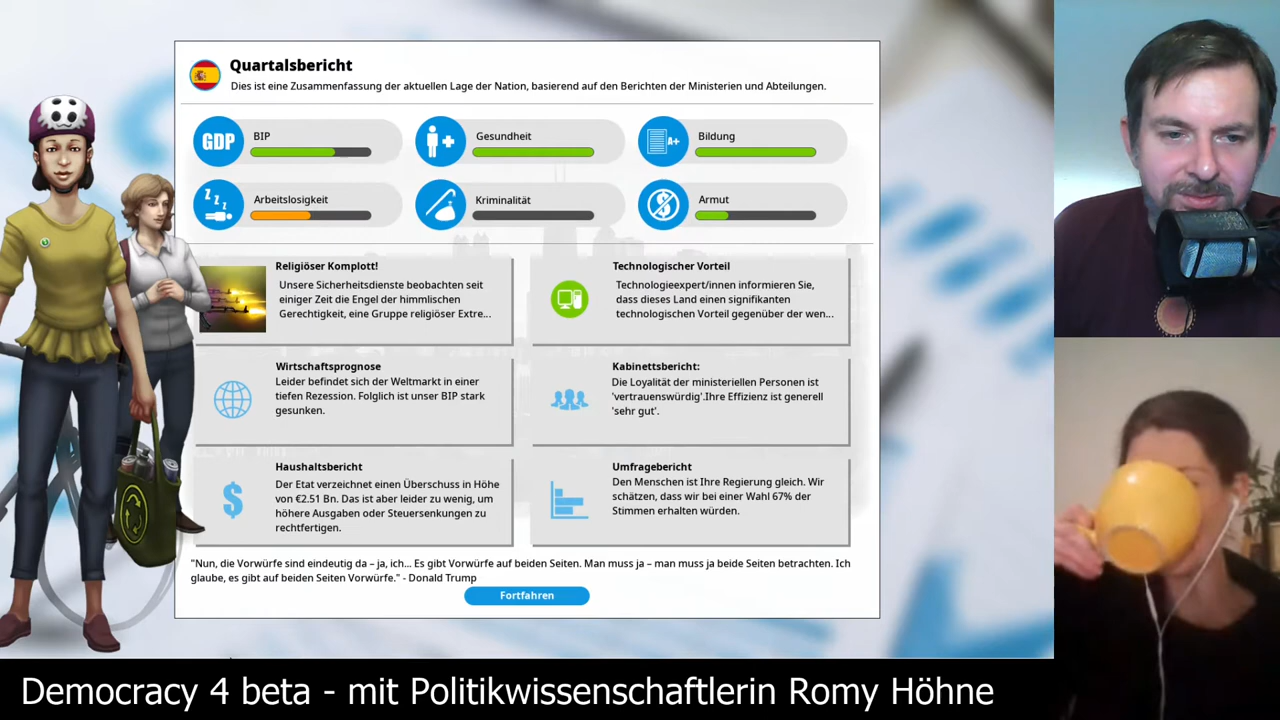 Quartalsbericht
Dies ist eine Zusammenfassung der aktuellen Lage der Nation, basierend auf den Berichten der Ministerien und Abteilungen.
GDP
BIP
Gesundheit
A+
Bildung
Z Z Z
Arbeitslosigkeit
Kriminalität
$
Armut
Religiöser Komplott!
Unsere Sicherheitsdienste beobachten seit
einiger Zeit die Engel der himmlischen
Gerechtigkeit, eine Gruppe religiöser Extre...
Technologischer Vorteil
Technologieexpert/innen informieren Sie,
dass dieses Land einen signifikanten
technologischen Vorteil gegenüber der wen...
Wirtschaftsprognose
Leider befindet sich der Weltmarkt in einer
tiefen Rezession. Folglich ist unser BIP stark
gesunken.
Kabinettsbericht:
Die Loyalität der ministeriellen Personen ist
'vertrauenswürdig'.Ihre Effizienz ist generell
'sehr gut'.
Haushaltsbericht
$
Der Etat verzeichnet einen Überschuss in Höhe
von €2.51 Bn. Das ist aber leider zu wenig, um
höhere Ausgaben oder Steuersenkungen zu
rechtfertigen.
Umfragebericht
Den Menschen ist Ihre Regierung gleich. Wir
schätzen, dass wir bei einer Wahl 67% der
Stimmen erhalten würden.
"Nun, die Vorwürfe sind eindeutig da – ja, ich... Es gibt Vorwürfe auf beiden Seiten. Man muss ja – man muss ja beide Seiten betrachten. Ich
glaube, es gibt auf beiden Seiten Vorwürfe." - Donald Trump
Fortfahren
Democracy 4 beta - mit Politikwissenschaftlerin Romy Höhne